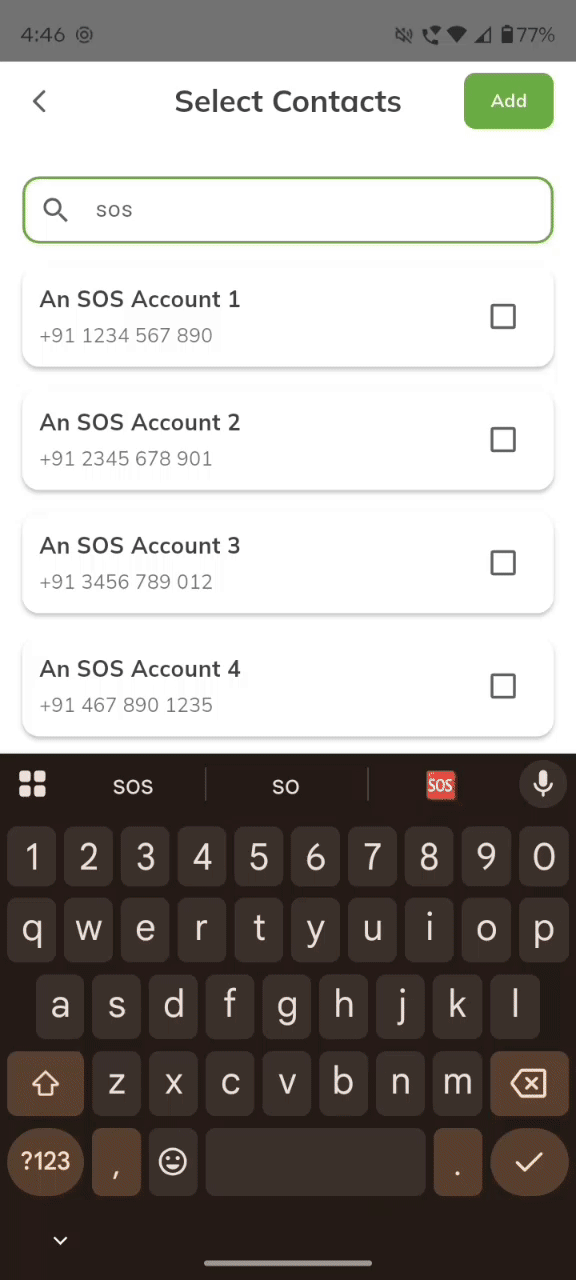 4:46 77%
Select Contacts Add
sos
An SOS Account 1
+91 1234 567 890
An SOS Account 2
+91 2345 678 901
An SOS Account 3
+91 3456 789 012
An SOS Account 4
+91 467 890 1235
sos so SOS
1 2 3 4 5 6 7 8 9 0
q w e r t y u i o p
a s d f g h j k l
z x c v b n m
?123 , .